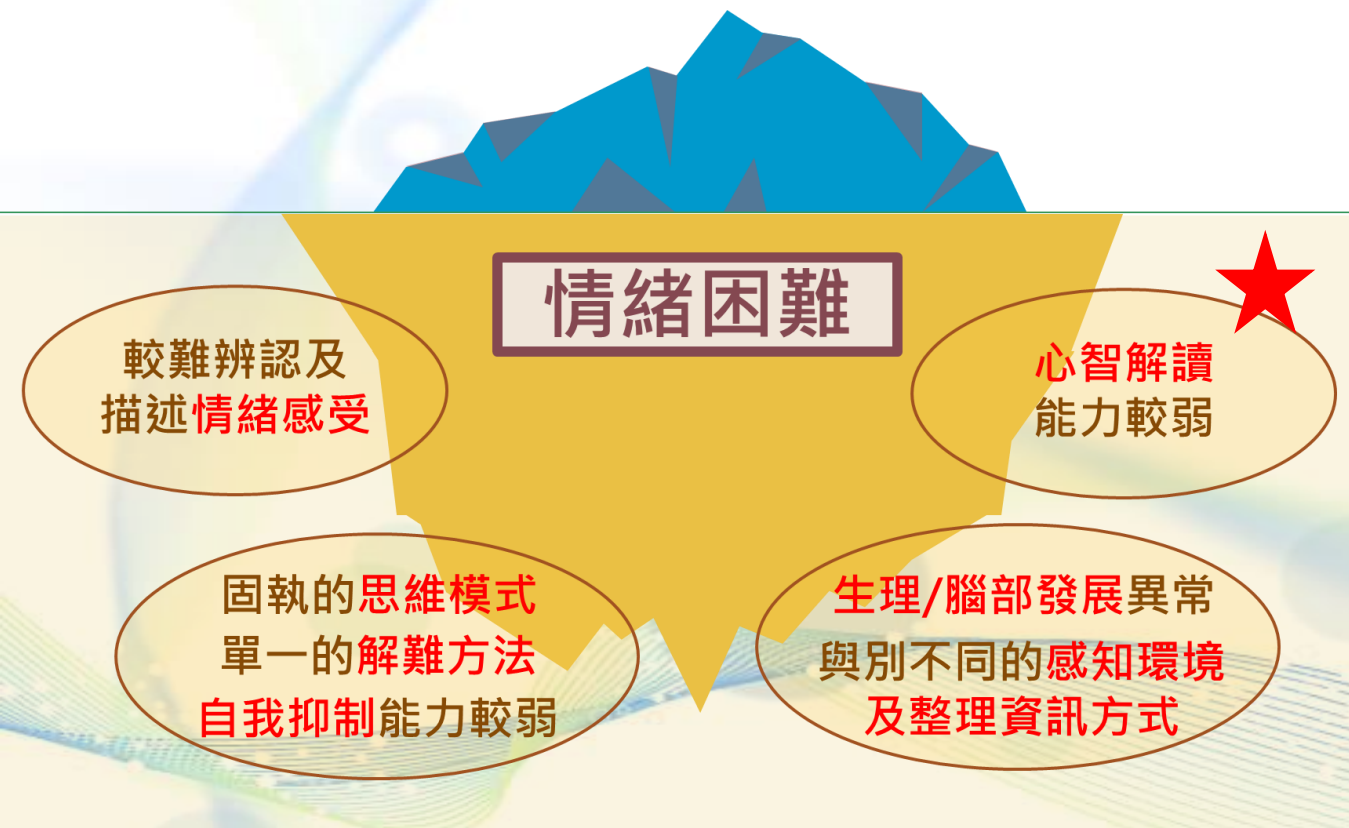 情緒困難
較難辨認及
描述情緒感受
心智解讀
能力較弱
固執的思維模式
單一的解難方法
自我抑制能力較弱
生理/腦部發展異常
與別不同的感知環境
及整理資訊方式